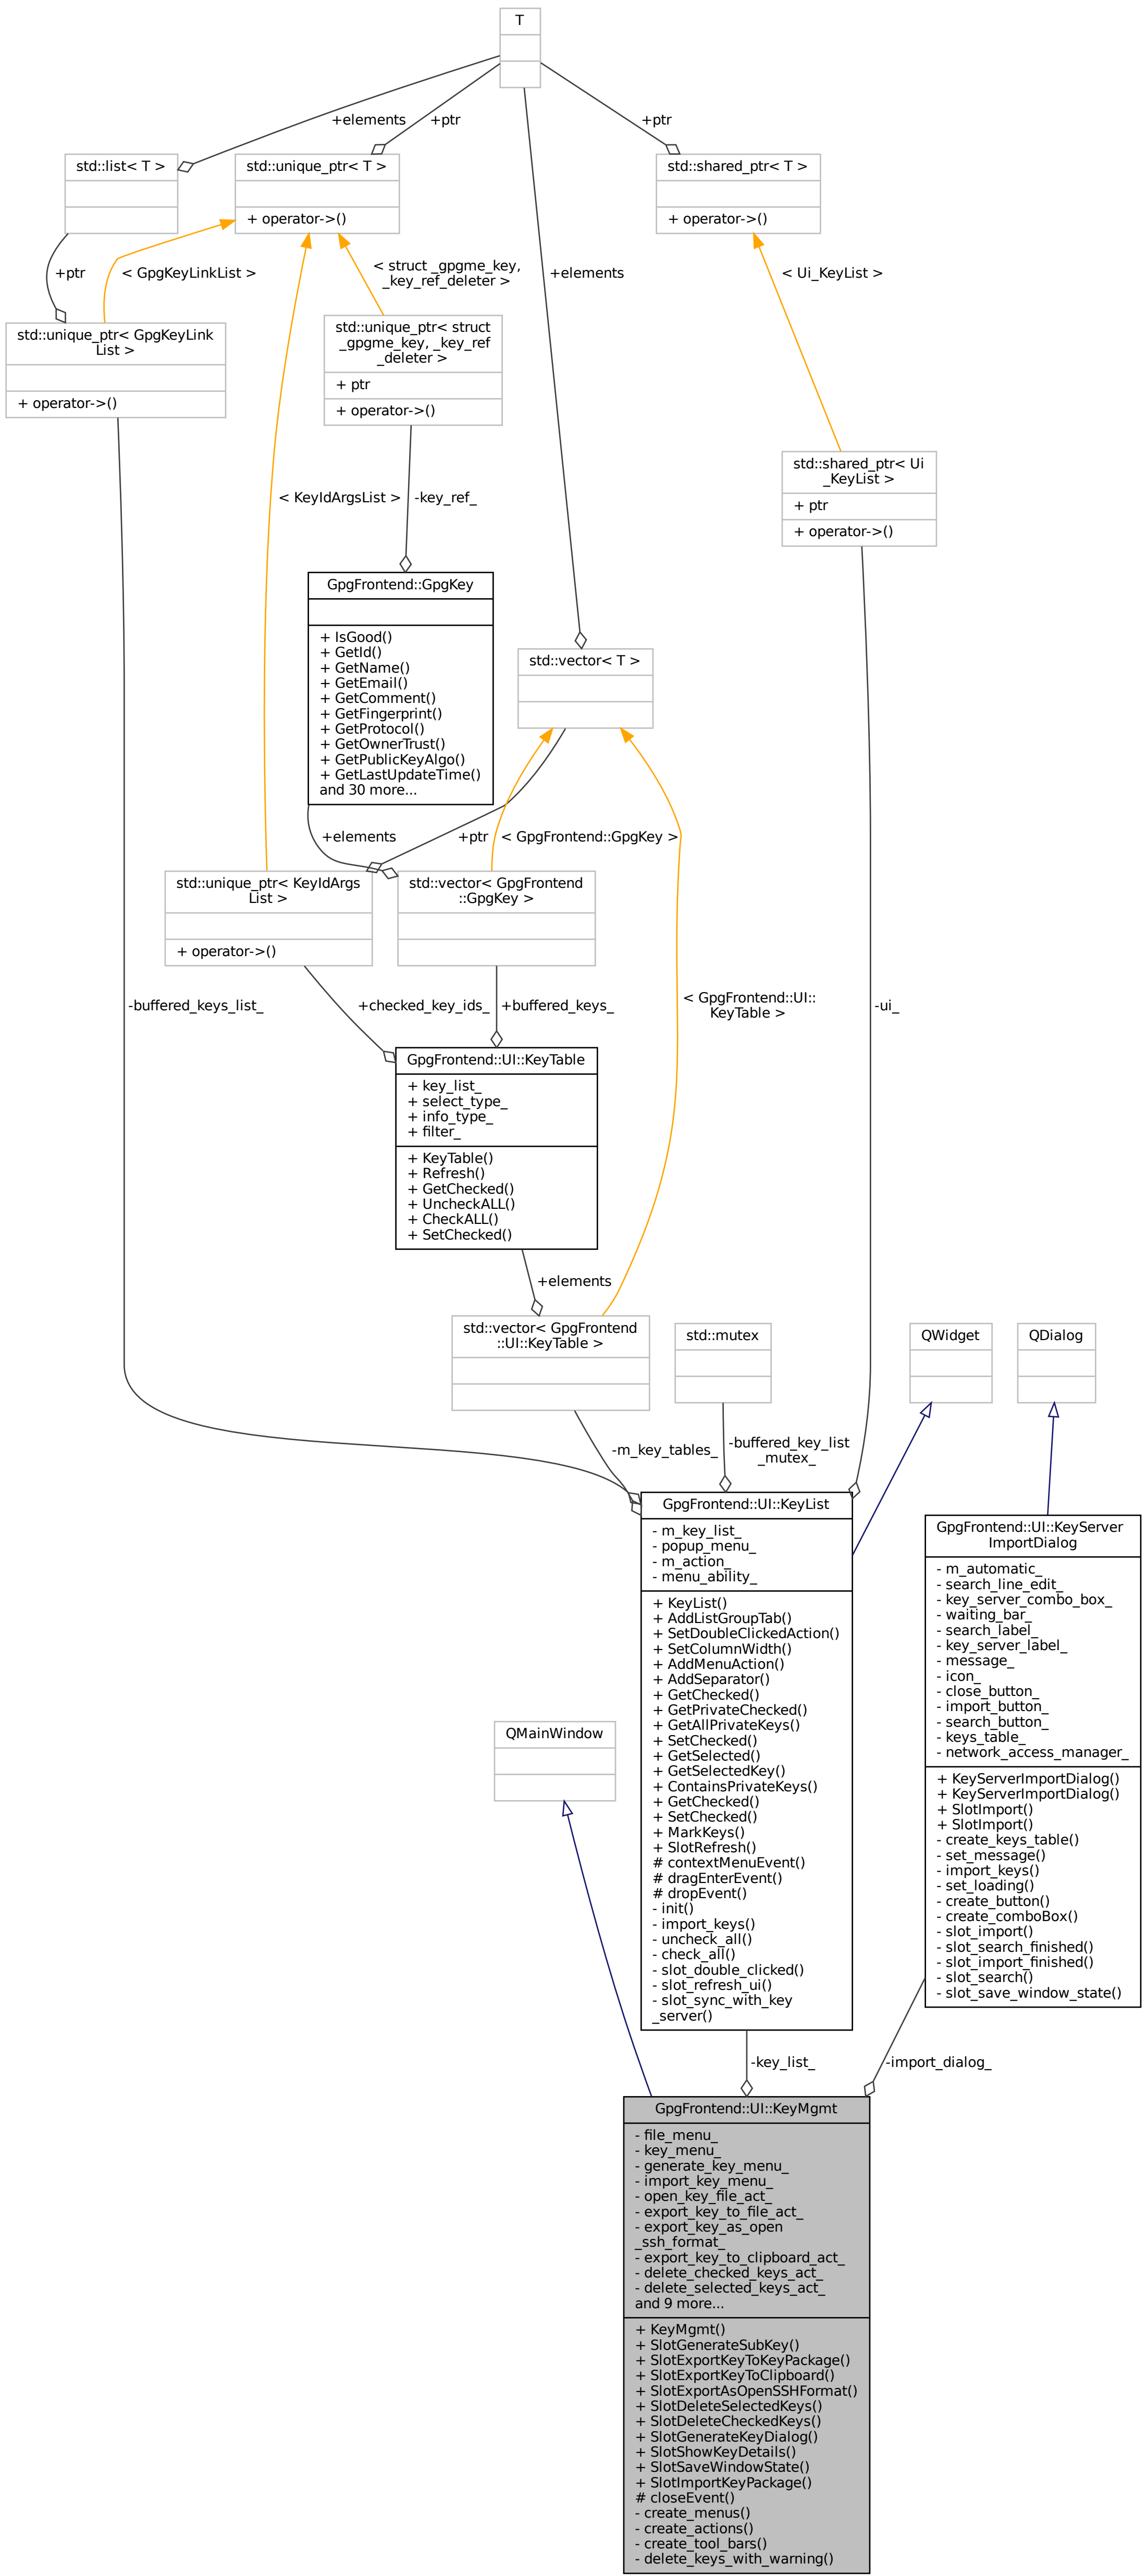 T
+elements
+ptr
+ptr
std::list< T >
std::unique_ptr< T >
+ operator->()
std::shared_ptr< T >
+ operator->()
+ptr
< GpgKeyLinkList >
< struct _gpgme_key,
_key_ref_deleter >
+elements
< Ui_KeyList >
std::unique_ptr< GpgKeyLink
List >
+ operator->()
std::unique_ptr< struct
_gpgme_key, _key_ref
_deleter >
+ ptr
+ operator->()
std::shared_ptr< Ui
_KeyList >
+ ptr
+ operator->()
< KeyIdArgsList >
-key_ref_
GpgFrontend::GpgKey
+ IsGood()
+ GetId()
+ GetName()
+ GetEmail()
+ GetComment()
+ GetFingerprint()
+ GetProtocol()
+ GetOwnerTrust()
+ GetPublicKeyAlgo()
+ GetLastUpdateTime()
and 30 more...
std::vector< T >
+elements
+ptr
< GpgFrontend::GpgKey >
std::unique_ptr< KeyIdArgs
List >
+ operator->()
std::vector< GpgFrontend
::GpgKey >
-buffered_keys_list_
+checked_key_ids_
+buffered_keys_
< GpgFrontend::UI::
KeyTable >
-ui_
GpgFrontend::UI::KeyTable
+ key_list_
+ select_type_
+ info_type_
+ filter_
+ KeyTable()
+ Refresh()
+ GetChecked()
+ UncheckALL()
+ CheckALL()
+ SetChecked()
+elements
std::vector< GpgFrontend
::UI::KeyTable >
std::mutex
QWidget
QDialog
-m_key_tables_
-buffered_key_list
_mutex_
GpgFrontend::UI::KeyList
- m_key_list_
- popup_menu_
- m_action_
- menu_ability_
+ KeyList()
+ AddListGroupTab()
+ SetDoubleClickedAction()
+ SetColumnWidth()
+ AddMenuAction()
+ AddSeparator()
+ GetChecked()
+ GetPrivateChecked()
+ GetAllPrivateKeys()
+ SetChecked()
+ GetSelected()
+ GetSelectedKey()
+ ContainsPrivateKeys()
+ GetChecked()
+ SetChecked()
+ MarkKeys()
+ SlotRefresh()
# contextMenuEvent()
# dragEnterEvent()
# dropEvent()
- init()
- import_keys()
- uncheck_all()
- check_all()
- slot_double_clicked()
- slot_refresh_ui()
- slot_sync_with_key
_server()
GpgFrontend::UI::KeyServer
ImportDialog
- m_automatic_
- search_line_edit_
- key_server_combo_box_
- waiting_bar_
- search_label_
- key_server_label_
- message_
- icon_
- close_button_
- import_button_
- search_button_
- keys_table_
- network_access_manager_
+ KeyServerImportDialog()
+ KeyServerImportDialog()
+ SlotImport()
+ SlotImport()
- create_keys_table()
- set_message()
- import_keys()
- set_loading()
- create_button()
- create_comboBox()
- slot_import()
- slot_search_finished()
- slot_import_finished()
- slot_search()
- slot_save_window_state()
QMainWindow
-key_list_
-import_dialog_
GpgFrontend::UI::KeyMgmt
- file_menu_
- key_menu_
- generate_key_menu_
- import_key_menu_
- open_key_file_act_
- export_key_to_file_act_
- export_key_as_open
_ssh_format_
- export_key_to_clipboard_act_
- delete_checked_keys_act_
- delete_selected_keys_act_
and 9 more...
+ KeyMgmt()
+ SlotGenerateSubKey()
+ SlotExportKeyToKeyPackage()
+ SlotExportKeyToClipboard()
+ SlotExportAsOpenSSHFormat()
+ SlotDeleteSelectedKeys()
+ SlotDeleteCheckedKeys()
+ SlotGenerateKeyDialog()
+ SlotShowKeyDetails()
+ SlotSaveWindowState()
+ SlotImportKeyPackage()
# closeEvent()
- create_menus()
- create_actions()
- create_tool_bars()
- delete_keys_with_warning()